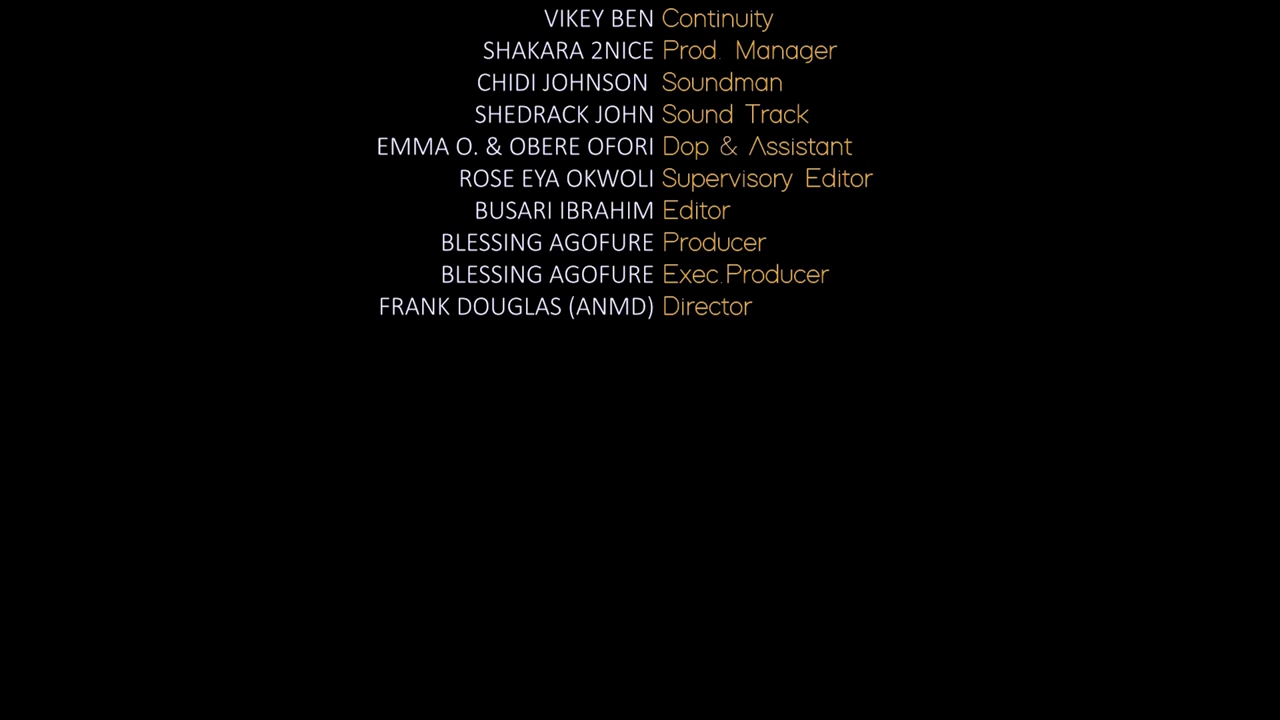 VIKEY BEN Continuity
SHAKARA 2NICE Prod. Manager
CHIDI JOHNSON Soundman
SHEDRACK JOHN Sound Track
EMMA O. & OBERE OFORI Dop & Assistant
ROSE EYA OKWOLI Supervisory Editor
BUSARI IBRAHIM Editor
BLESSING AGOFURE Producer
BLESSING AGOFURE Exec.Producer
FRANK DOUGLAS (ANMD) Director